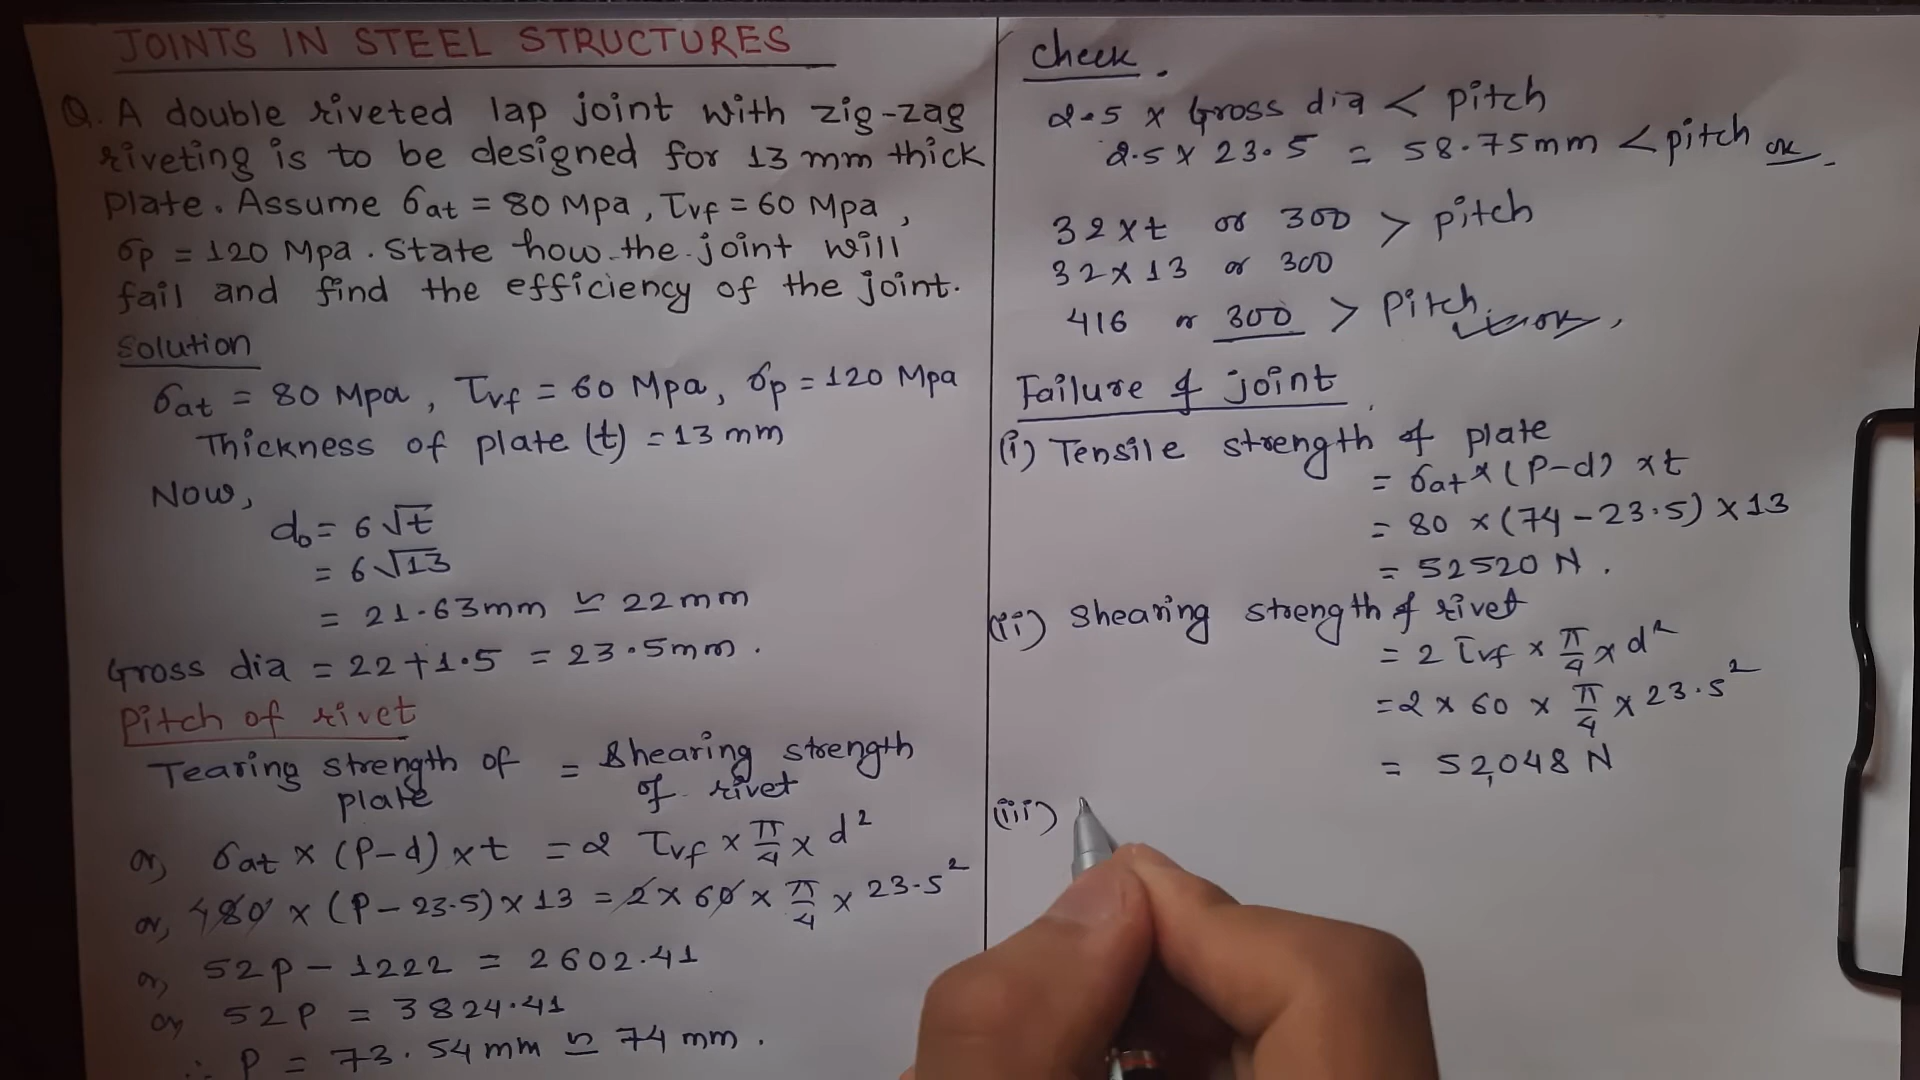 JOINTS IN STEEL STRUCTURES
Q. A double riveted lap joint with zig-zag
riveting is to be designed for 13 mm thick
plate. Assume σat = 80 Mpa, τvf = 60 Mpa,
σp = 120 Mpa. State how the joint will
fail and find the efficiency of the joint.
Solution
σat = 80 Mpa, τvf = 60 Mpa, σp = 120 Mpa
Thickness of plate (t) = 13 mm
Now,
do = 6√t
= 6√13
= 21.63mm ≃ 22mm
Gross dia = 22+1.5 = 23.5mm.
Pitch of rivet
Tearing strength of plate = Shearing strength of rivet
or, σat × (P-d) × t = 2 τvf × π/4 × d²
or, 480 × (P - 23.5) × 13 = 2 × 60 × π/4 × 23.5²
or, 52p - 1222 = 2602.41
or, 52P = 3824.41
∴ P = 73.54mm ≃ 74mm.
Check.
2.5 × Gross dia < pitch
2.5 × 23.5 = 58.75mm < pitch ok.
32×t or 300 > pitch
32×13 or 300
416 or 300 > Pitch. ok,
Failure of joint
(i) Tensile strength of plate
= σat × (P-d) × t
= 80 × (74 - 23.5) × 13
= 52520 N.
(ii) Shearing strength of rivet
= 2 τvf × π/4 × d²
= 2 × 60 × π/4 × 23.5²
= 52,048 N
(iii)